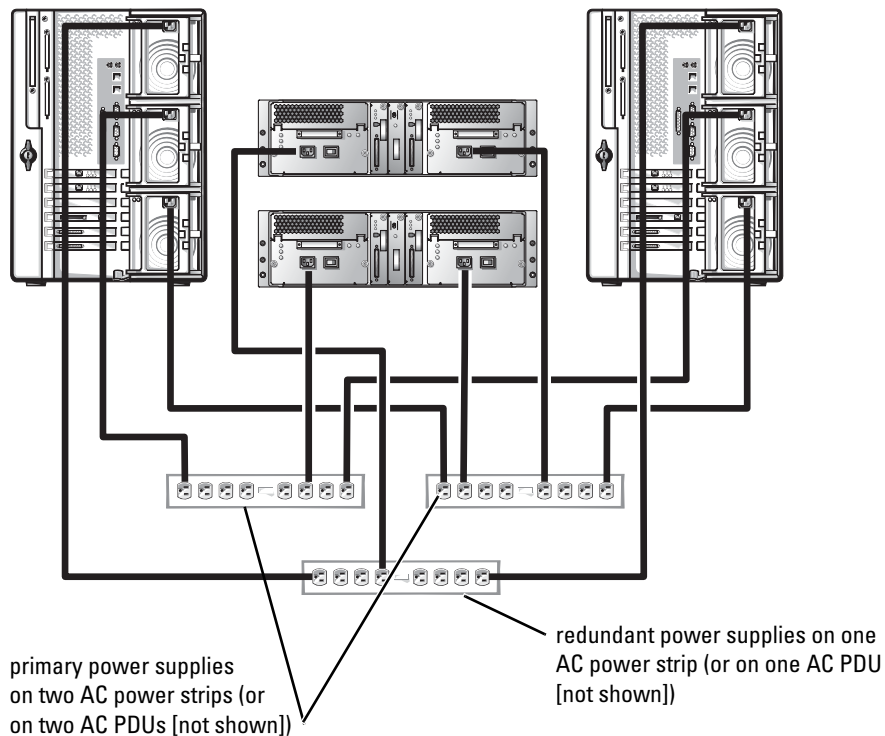 primary power supplies
on two AC power strips (or
on two AC PDUs [not shown])
redundant power supplies on one
AC power strip (or on one AC PDU
[not shown])